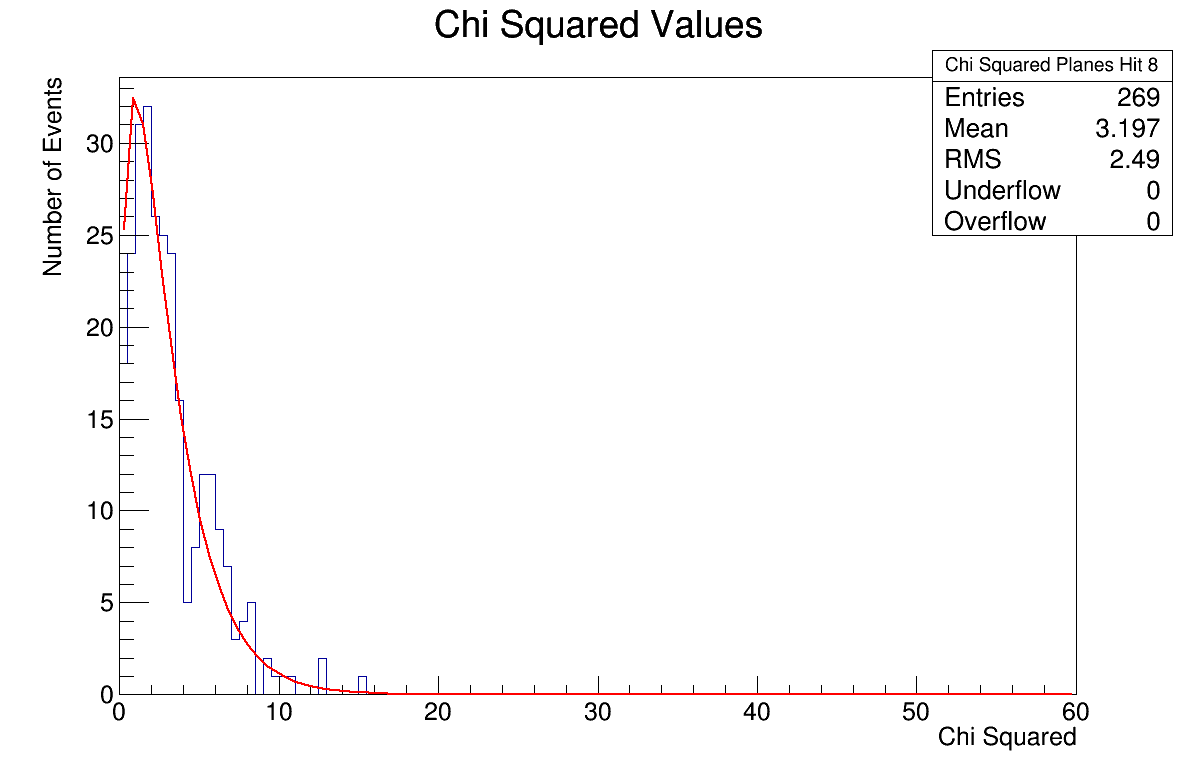 Chi Squared Values
Chi Squared Planes Hit 8
Entries 269
Mean 3.197
RMS 2.49
Underflow 0
Overflow 0
Number of Events
30
25
20
15
10
5
0
0 10 20 30 40 50 60
Chi Squared